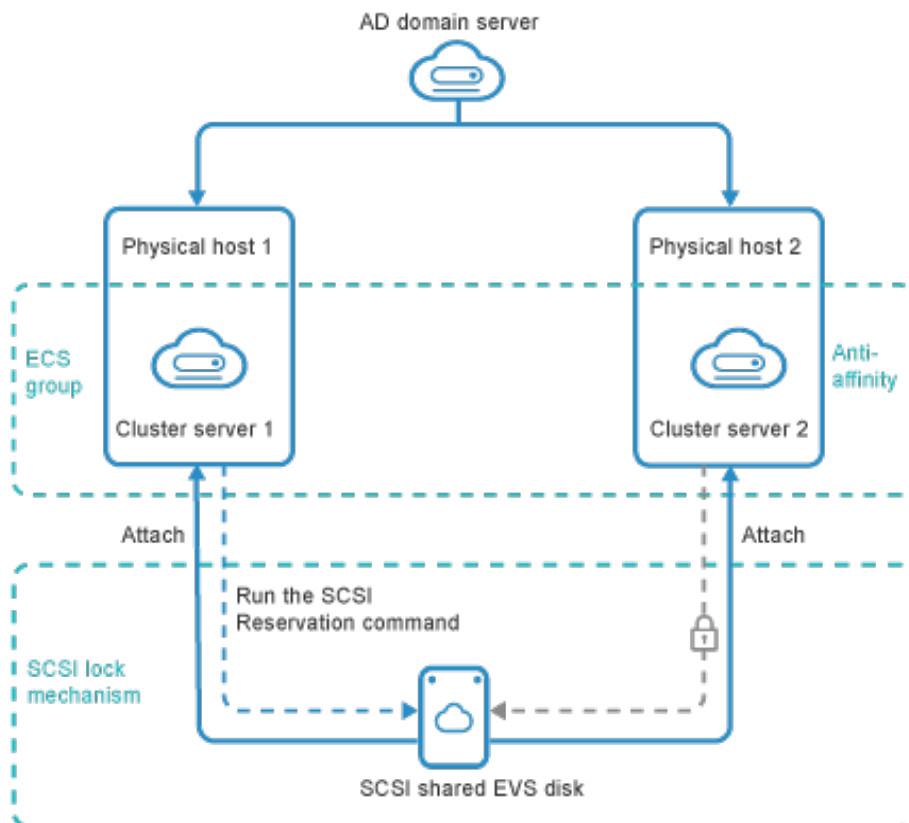 AD domain server
Physical host 1
Physical host 2
ECS
group
Anti-
affinity
Cluster server 1
Cluster server 2
Attach
Attach
Run the SCSI
Reservation command
SCSI lock
mechanism
SCSI shared EVS disk